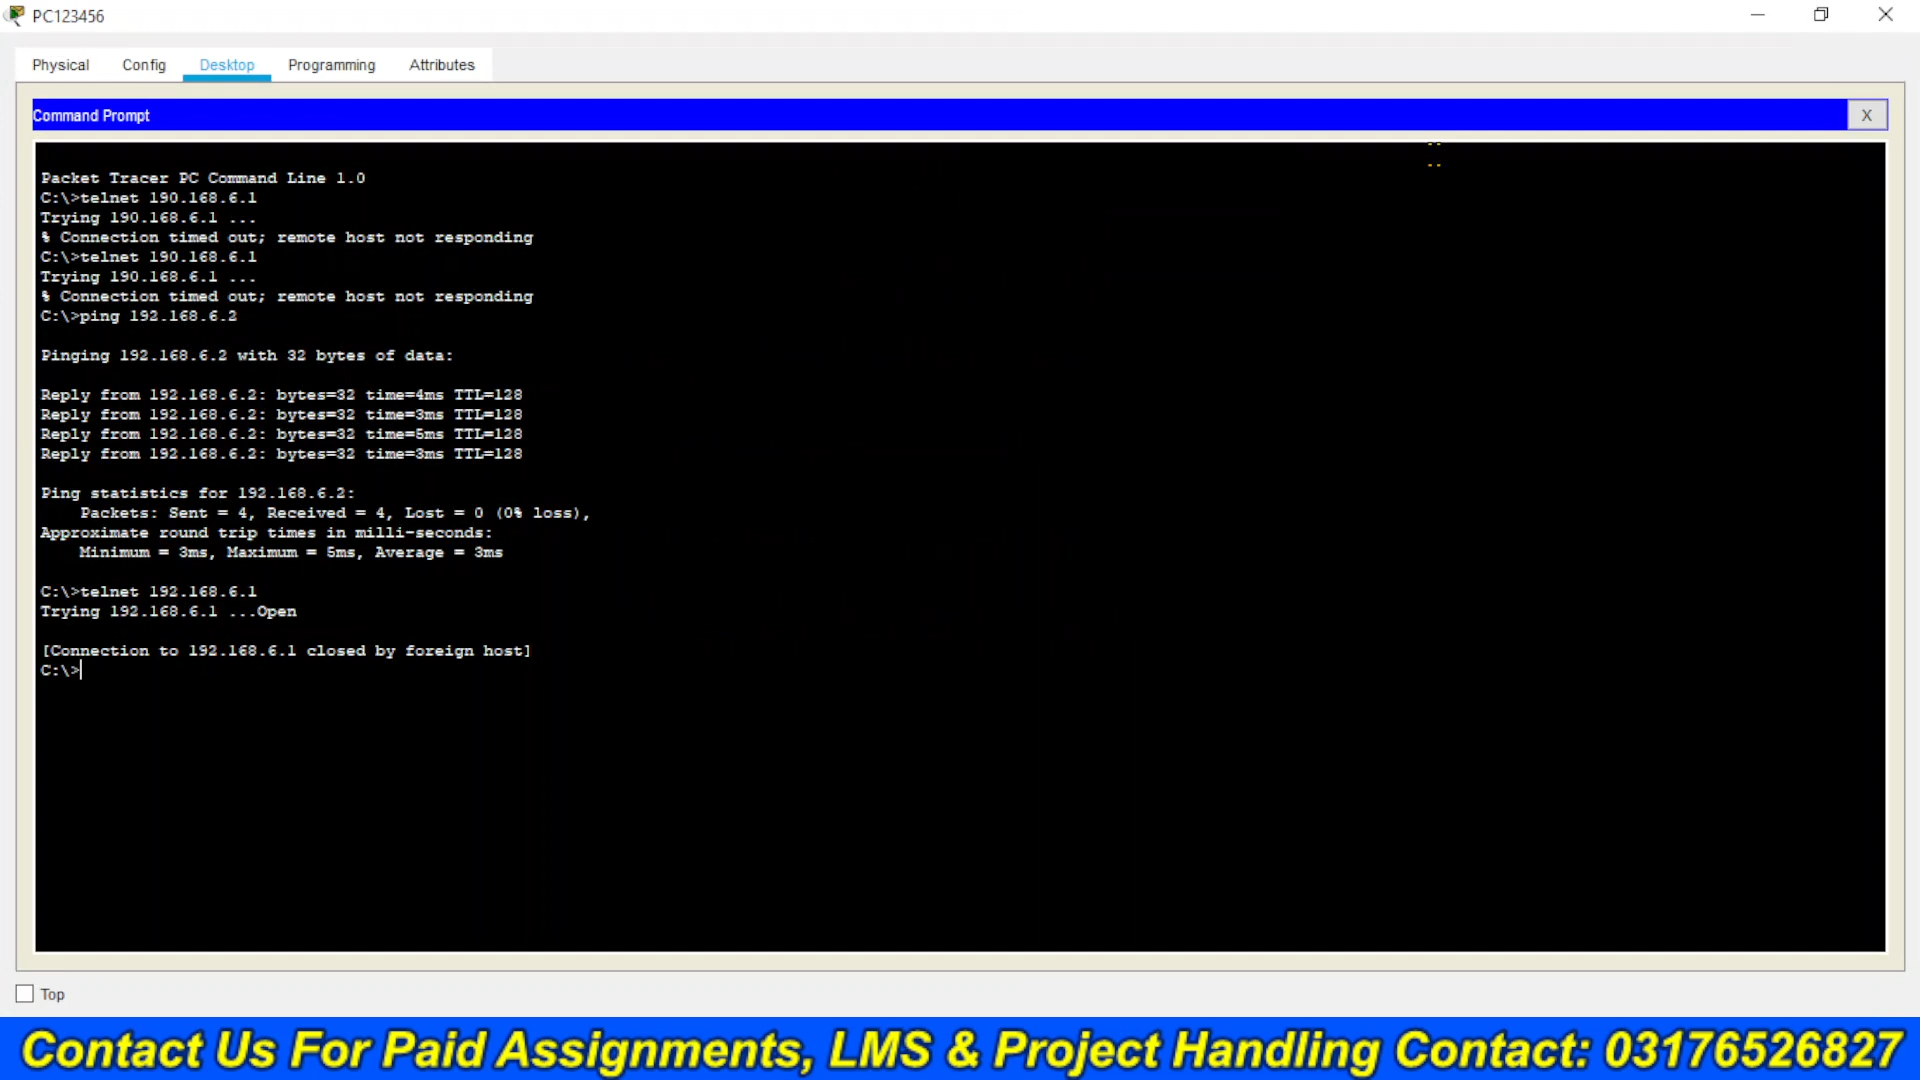 PC123456
Physical Config Desktop Programming Attributes
Command Prompt X
Packet Tracer PC Command Line 1.0
C:\>telnet 190.168.6.1
Trying 190.168.6.1 ...
% Connection timed out; remote host not responding
C:\>telnet 190.168.6.1
Trying 190.168.6.1 ...
% Connection timed out; remote host not responding
C:\>ping 192.168.6.2
Pinging 192.168.6.2 with 32 bytes of data:
Reply from 192.168.6.2: bytes=32 time=4ms TTL=128
Reply from 192.168.6.2: bytes=32 time=3ms TTL=128
Reply from 192.168.6.2: bytes=32 time=5ms TTL=128
Reply from 192.168.6.2: bytes=32 time=3ms TTL=128
Ping statistics for 192.168.6.2:
Packets: Sent = 4, Received = 4, Lost = 0 (0% loss),
Approximate round trip times in milli-seconds:
Minimum = 3ms, Maximum = 5ms, Average = 3ms
C:\>telnet 192.168.6.1
Trying 192.168.6.1 ...Open
[Connection to 192.168.6.1 closed by foreign host]
C:\>
Top
Contact Us For Paid Assignments, LMS & Project Handling Contact: 03176526827